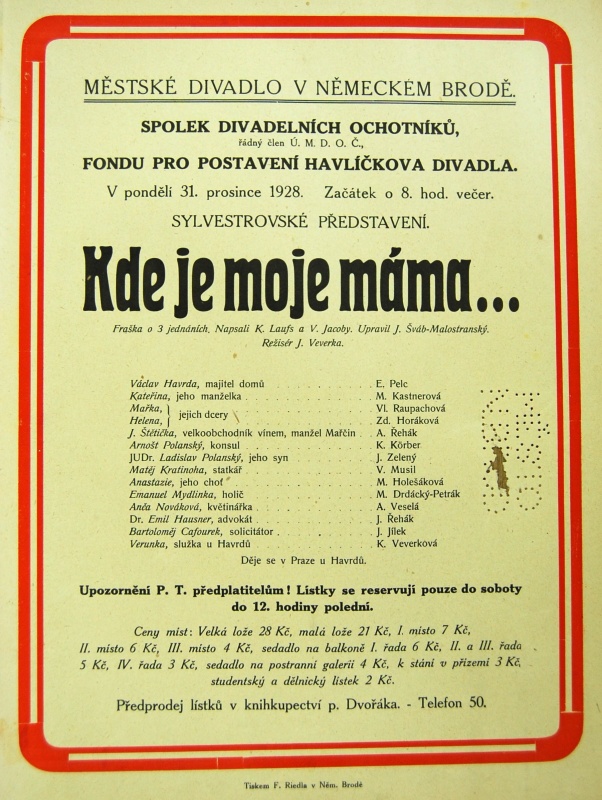 MĚSTSKÉ DIVADLO V NĚMECKÉM BRODĚ.
SPOLEK DIVADELNÍCH OCHOTNÍKŮ,
řádný člen Ú. M. D. O. Č.,
FONDU PRO POSTAVENÍ HAVLÍČKOVA DIVADLA.
V pondělí 31. prosince 1928. Začátek o 8. hod. večer.
SYLVESTROVSKÉ PŘEDSTAVENÍ.
Kde je moje máma...
Fraška o 3 jednáních. Napsali K. Laufs a V. Jacoby. Upravil J. Šváb-Malostranský.
Režisér J. Veverka.
Václav Havrda, majitel domů . . . . . . . . . . E. Pelc
Kateřina, jeho manželka . . . . . . . . . . M. Kastnerová
Mařka, } jejich dcery . . . . . . . . . . Vl. Raupachová
Helena, } Zd. Horáková
J. Štětička, velkoobchodník vínem, manžel Mařčin . . A. Řehák
Arnošt Polanský, konsul . . . . . . . . . . K. Körber
JUDr. Ladislav Polanský, jeho syn . . . . . . . . J. Zelený
Matěj Kratinoha, statkář . . . . . . . . . . V. Musil
Anastazie, jeho choť . . . . . . . . . . M. Holešáková
Emanuel Mydlinka, holič . . . . . . . . . . M. Drdácký-Petrák
Anča Nováková, květinářka . . . . . . . . . . A. Veselá
Dr. Emil Hausner, advokát . . . . . . . . . . J. Řehák
Bartoloměj Cafourek, solicitátor . . . . . . . . J. Jílek
Verunka, služka u Havrdů . . . . . . . . . . K. Veverková
Děje se v Praze u Havrdů.
Upozornění P. T. předplatitelům! Lístky se reservují pouze do soboty
do 12. hodiny polední.
Ceny míst: Velká lože 28 Kč, malá lože 21 Kč, I. místo 7 Kč,
II. místo 6 Kč, III. místo 4 Kč, sedadlo na balkoně I. řada 6 Kč, II. a III. řada
5 Kč, IV. řada 3 Kč, sedadlo na postranní galerii 4 Kč, k stání v přízemí 3 Kč,
studentský a dělnický lístek 2 Kč.
Předprodej lístků v knihkupectví p. Dvořáka. - Telefon 50.
Tiskem F. Riedla v Něm. Brodě